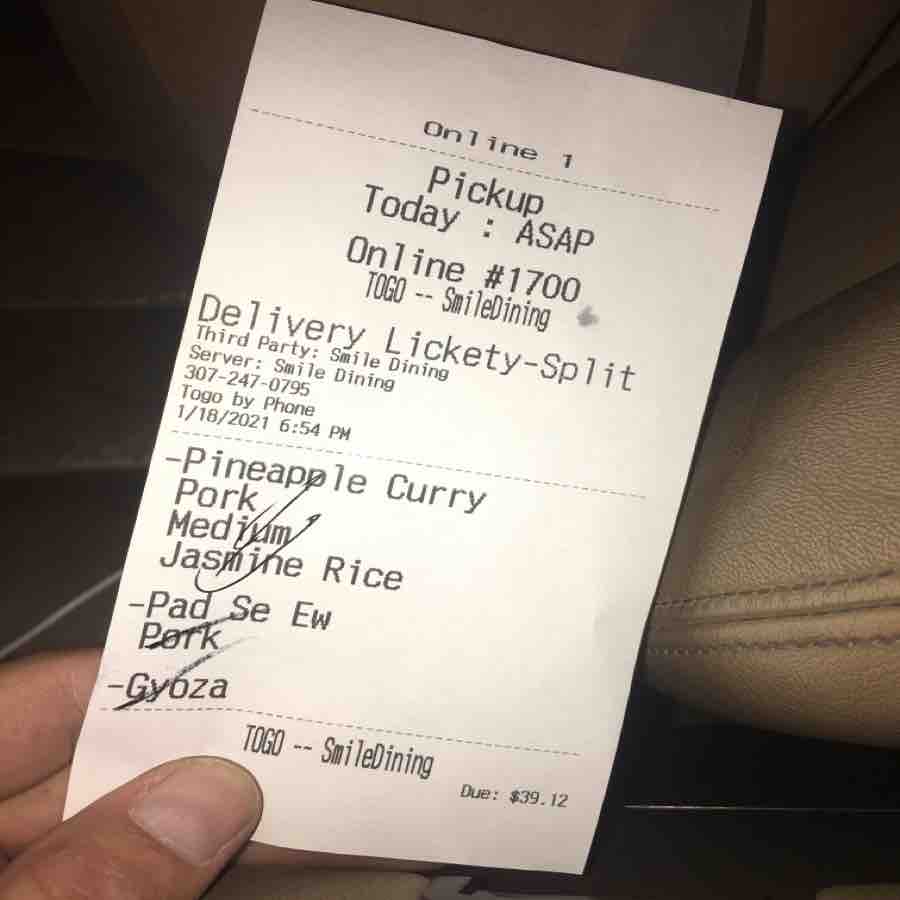 Online 1
Pickup
Today : ASAP
Online #1700
TOGO -- SmileDining
Delivery Lickety-Split
Third Party: Smile Dining
Server: Smile Dining
307-247-0795
Togo by Phone
1/18/2021 6:54 PM
-Pineapple Curry
Pork
Medium
Jasmine Rice
-Pad Se Ew
Pork
-Gyoza
TOGO -- SmileDining
Due: $39.12